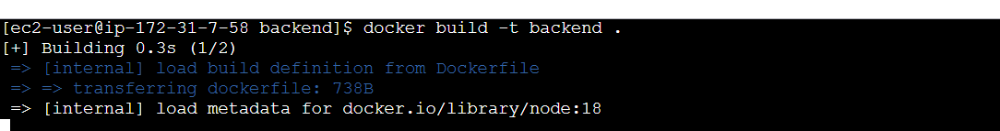 [ec2-user@ip-172-31-7-58 backend]$ docker build -t backend .
[+] Building 0.3s (1/2)
=> [internal] load build definition from Dockerfile
=> => transferring dockerfile: 738B
=> [internal] load metadata for docker.io/library/node:18